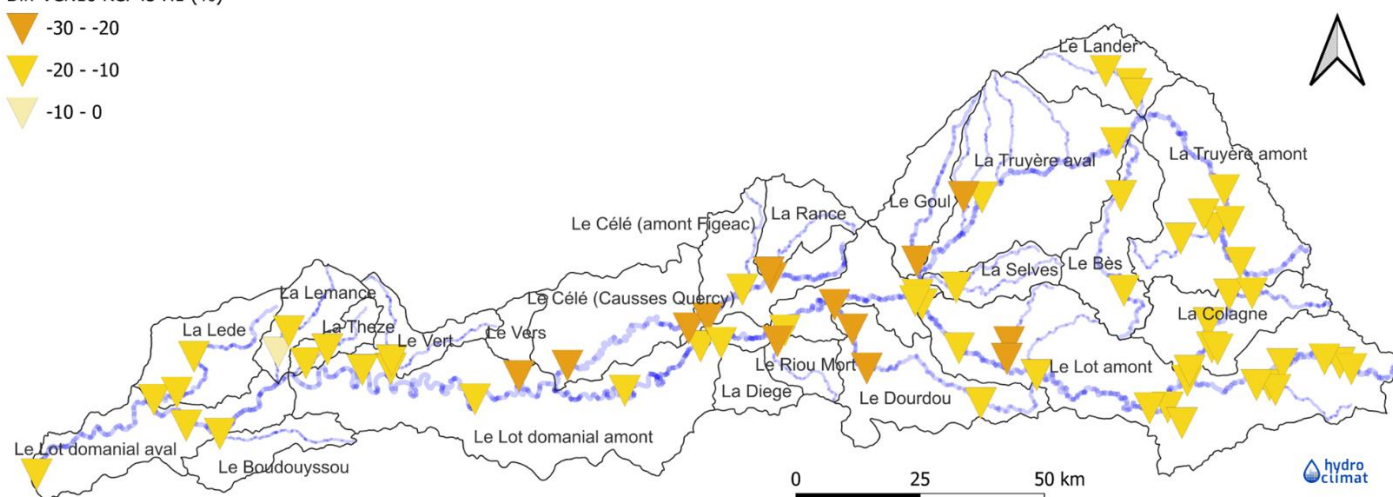 -30 - -20
-20 - -10
-10 - 0
Le Lander
La Truyère aval
La Truyère amont
Le Goul
La Rance
Le Célé (amont Figeac)
La Selves
Le Bès
La Lemance
Le Célé (Causses Quercy)
La Colagne
La Lede
La Theze
Le Vert
Le Vers
Le Riou Mort
Le Lot amont
La Diege
Le Dourdou
Le Lot domanial aval
Le Lot domanial amont
Le Boudouyssou
0 25 50 km
hydro
climat